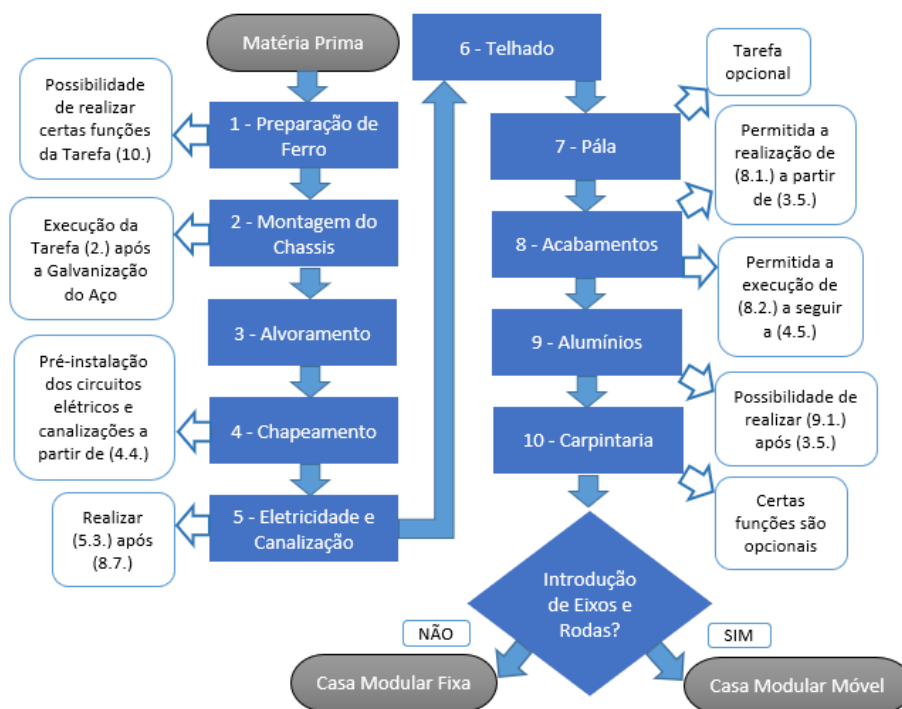 Matéria Prima
Possibilidade
de realizar
certas funções
da Tarefa (10.)
1 - Preparação de
Ferro
Execução da
Tarefa (2.) após
a Galvanização
do Aço
2 - Montagem do
Chassis
3 - Alvoramento
Pré-instalação
dos circuitos
elétricos e
canalizações a
partir de (4.4.)
4 - Chapeamento
Realizar
(5.3.) após
(8.7.)
5 - Eletricidade e
Canalização
6 - Telhado
Tarefa
opcional
7 - Pála
Permitida a
realização de
(8.1.) a partir
de (3.5.)
8 - Acabamentos
Permitida a
execução de
(8.2.) a seguir
a (4.5.)
9 - Alumínios
Possibilidade de
realizar (9.1.)
após (3.5.)
10 - Carpintaria
Certas
funções são
opcionais
Introdução
de Eixos e
Rodas?
NÃO
SIM
Casa Modular Fixa
Casa Modular Móvel